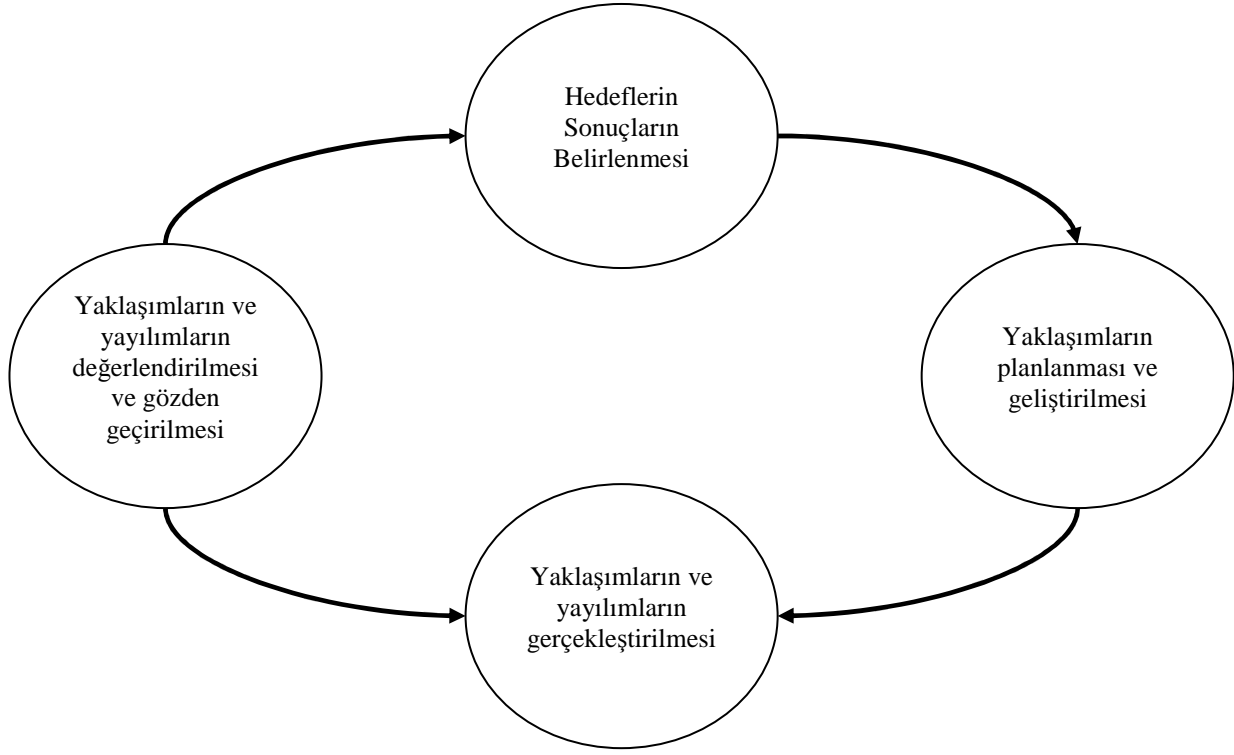 Hedeflerin
Sonuçların
Belirlenmesi
Yaklaşımların ve
yayılımların
değerlendirilmesi
ve gözden
geçirilmesi
Yaklaşımların
planlanması ve
geliştirilmesi
Yaklaşımların ve
yayılımların
gerçekleştirilmesi